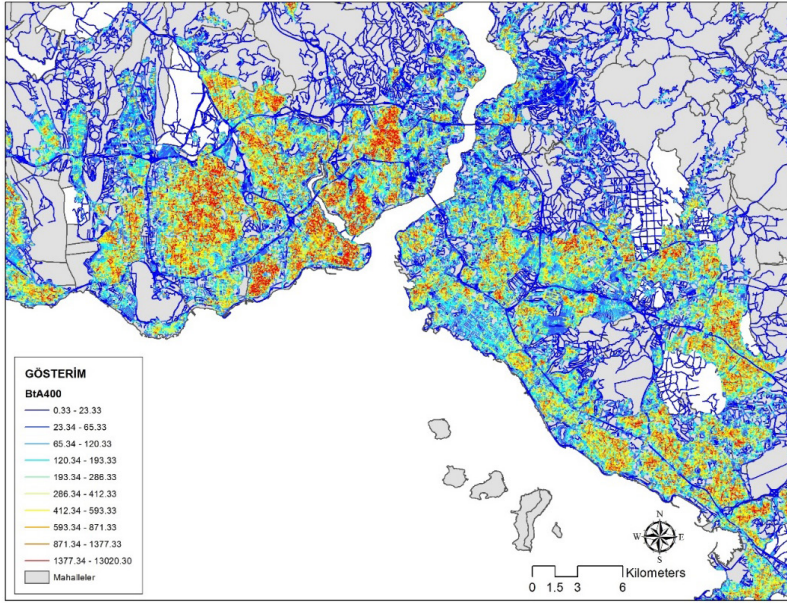 GÖSTERİM
BtA400
0.33 - 23.33
23.34 - 65.33
65.34 - 120.33
120.34 - 193.33
193.34 - 286.33
286.34 - 412.33
412.34 - 593.33
593.34 - 871.33
871.34 - 1377.33
1377.34 - 13020.30
Mahalleler
N
W E
S
Kilometers
0 1.5 3 6